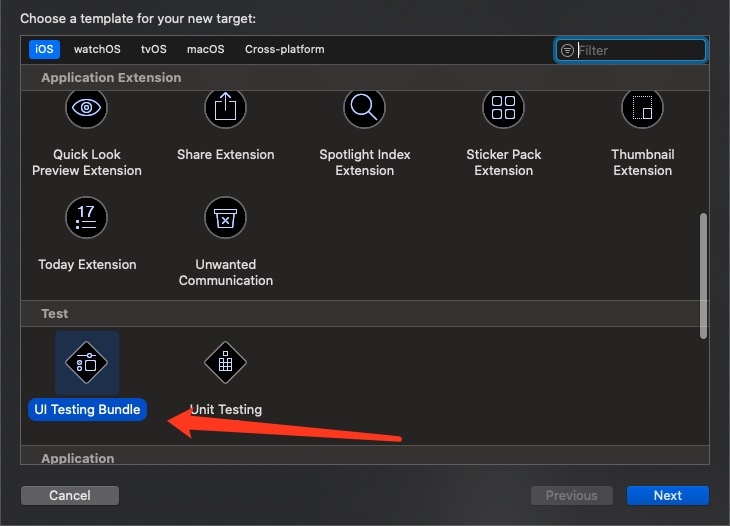 Choose a template for your new target:
iOS watchOS tvOS macOS Cross-platform Filter
Application Extension
Quick Look Preview Extension
Share Extension
Spotlight Index Extension
Sticker Pack Extension
Thumbnail Extension
17
Today Extension
Unwanted Communication
Test
UI Testing Bundle
Unit Testing
Application
Cancel Previous Next